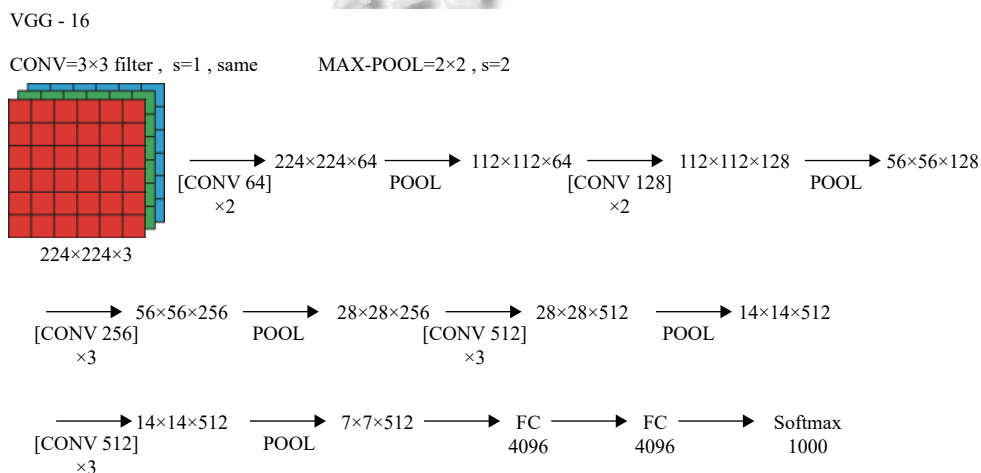 VGG - 16
CONV=3×3 filter , s=1 , same MAX-POOL=2×2 , s=2
224×224×64 112×112×64 112×112×128 56×56×128
[CONV 64] POOL [CONV 128] POOL
×2 ×2
224×224×3
56×56×256 28×28×256 28×28×512 14×14×512
[CONV 256] POOL [CONV 512] POOL
×3 ×3
14×14×512 7×7×512 FC FC Softmax
[CONV 512] POOL 4096 4096 1000
×3